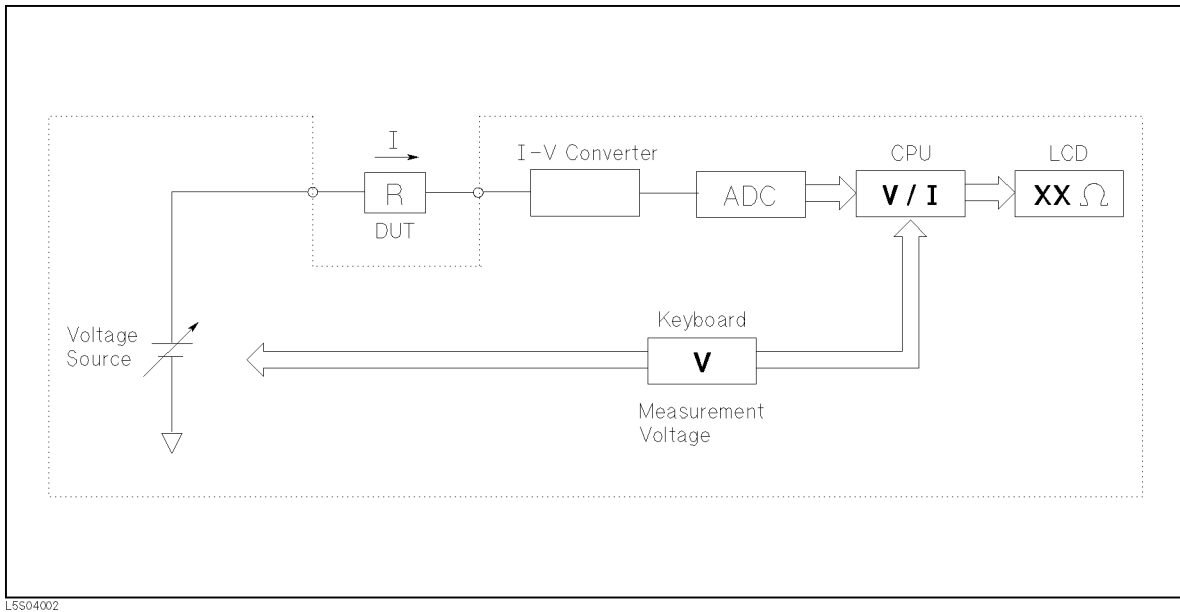 I
I-V Converter
CPU
LCD
R
ADC
V / I
XX Ω
DUT
Voltage
Source
Keyboard
V
Measurement
Voltage
L5S04002